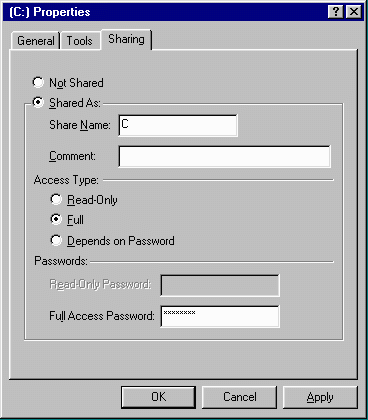 (C:) Properties
General Tools Sharing
Not Shared
Shared As:
Share Name: C
Comment:
Access Type:
Read-Only
Full
Depends on Password
Passwords:
Read-Only Password:
Full Access Password: ********
OK Cancel Apply